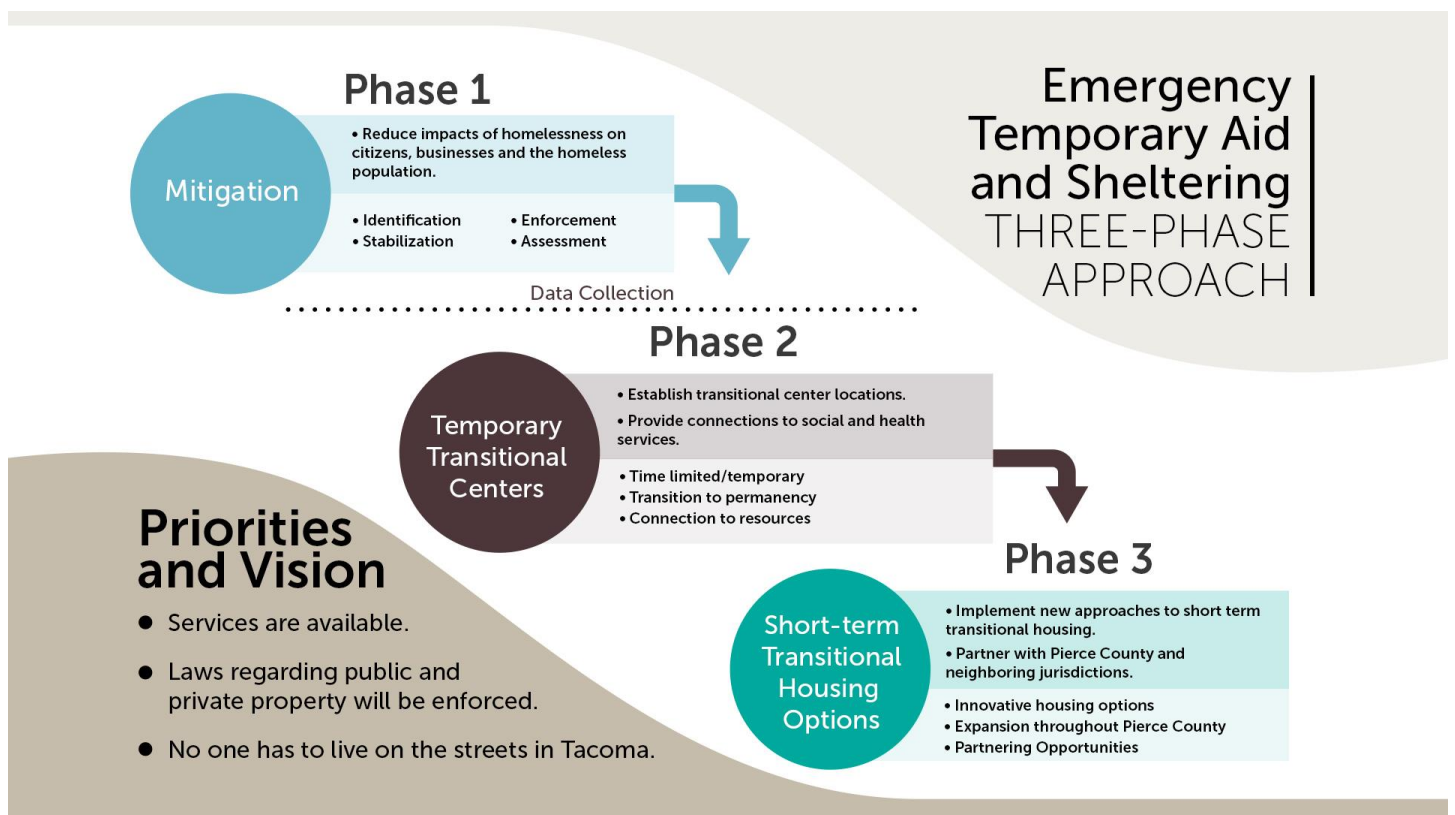 Emergency
Temporary Aid
and Sheltering
THREE-PHASE
APPROACH
Phase 1
Mitigation
• Reduce impacts of homelessness on
citizens, businesses and the homeless
population.
• Identification
• Stabilization
• Enforcement
• Assessment
Data Collection
Phase 2
Temporary
Transitional
Centers
• Establish transitional center locations.
• Provide connections to social and health
services.
• Time limited/temporary
• Transition to permanency
• Connection to resources
Phase 3
Short-term
Transitional
Housing
Options
• Implement new approaches to short term
transitional housing.
• Partner with Pierce County and
neighboring jurisdictions.
• Innovative housing options
• Expansion throughout Pierce County
• Partnering Opportunities
Priorities
and Vision
● Services are available.
● Laws regarding public and
private property will be enforced.
● No one has to live on the streets in Tacoma.